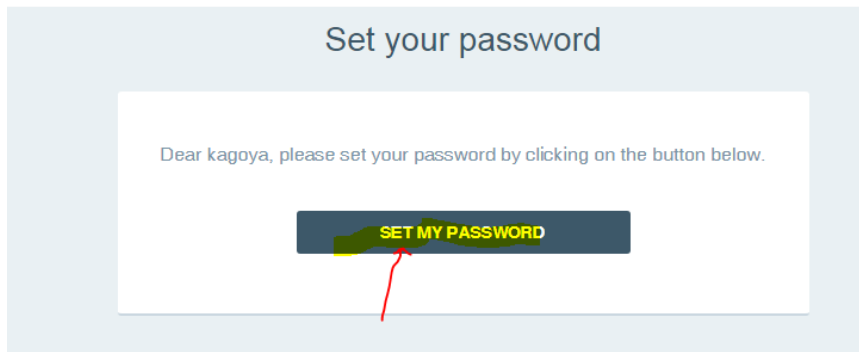 Set your password
Dear kagoya, please set your password by clicking on the button below.
SET MY PASSWORD